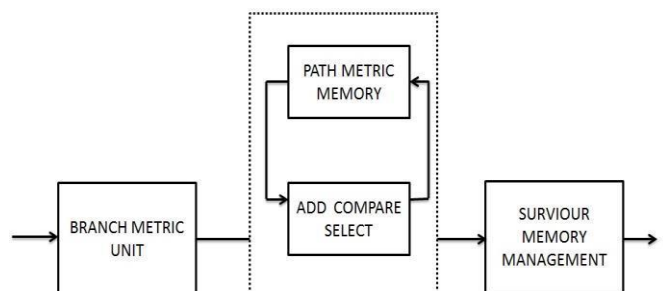 PATH METRIC
MEMORY
BRANCH METRIC
UNIT
ADD COMPARE
SELECT
SURVIOUR
MEMORY
MANAGEMENT